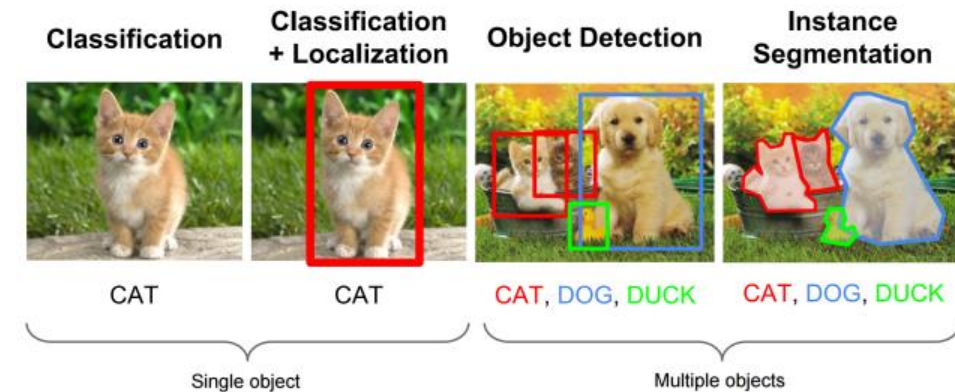 Classification
Classification
+ Localization
Object Detection
Instance
Segmentation
CAT
CAT
CAT, DOG, DUCK
CAT, DOG, DUCK
Single object
Multiple objects